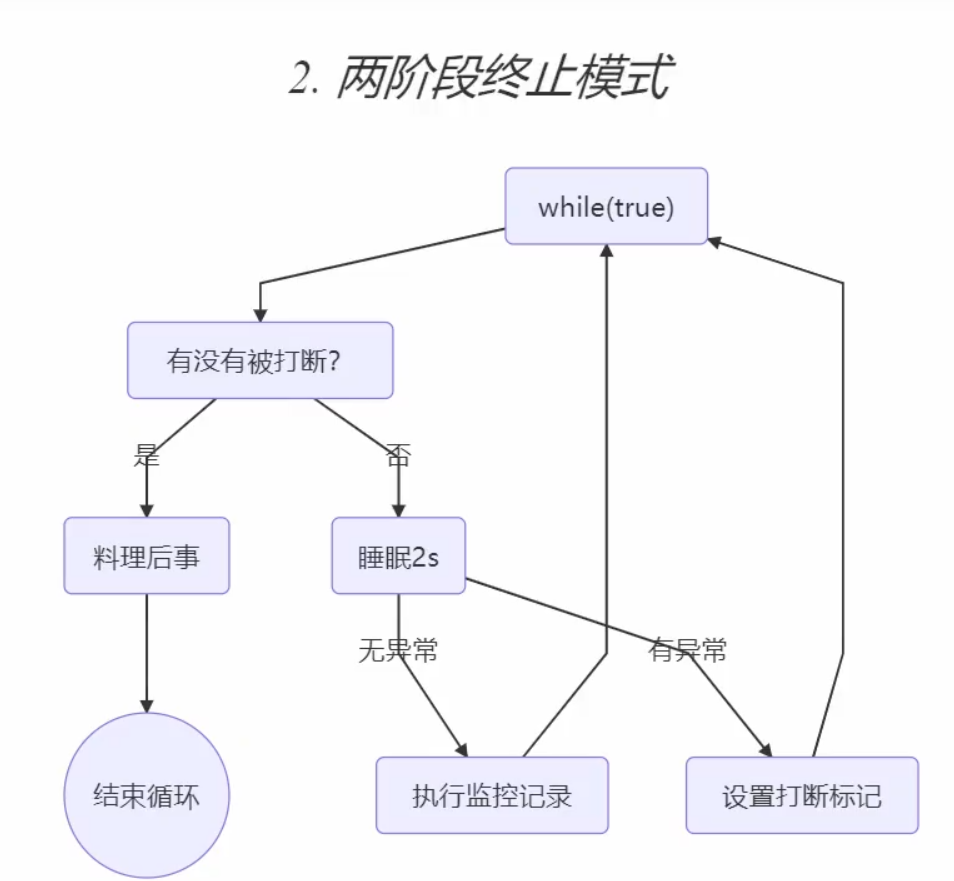 2. 两阶段终止模式
while(true)
有没有被打断?
是
否
料理后事
睡眠2s
无异常
有异常
结束循环
执行监控记录
设置打断标记